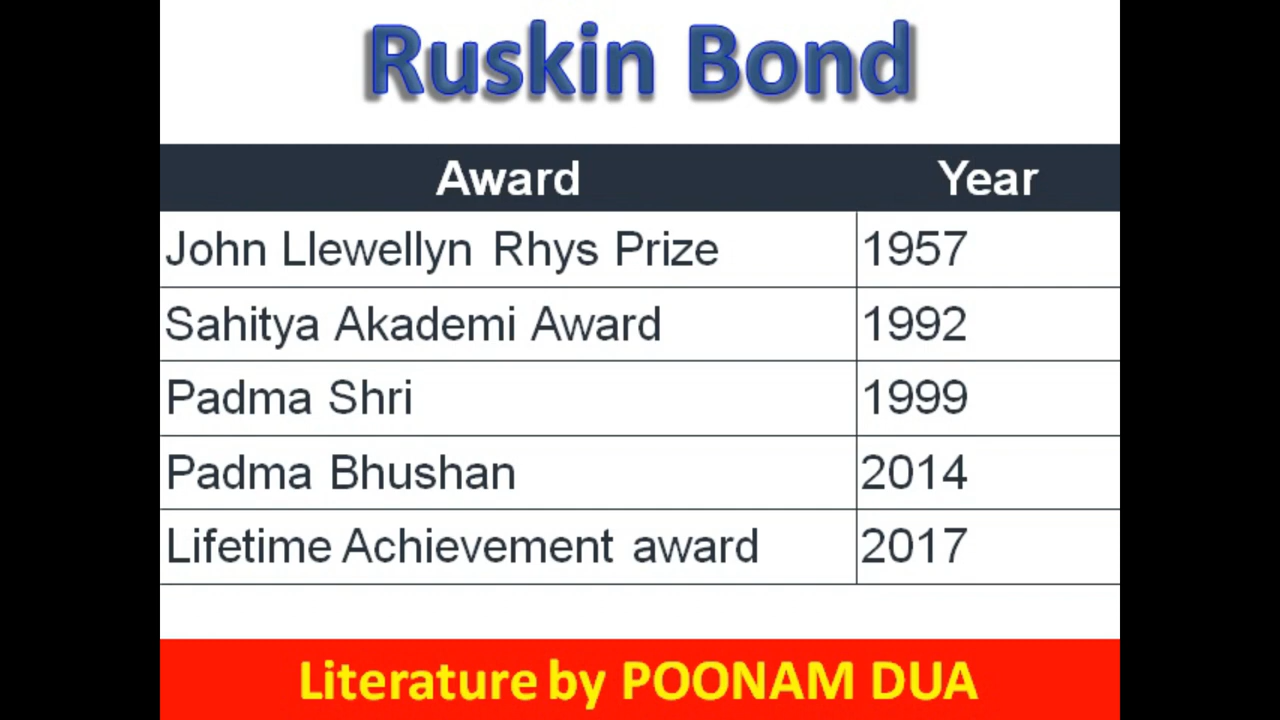 Ruskin Bond
Award Year
John Llewellyn Rhys Prize 1957
Sahitya Akademi Award 1992
Padma Shri 1999
Padma Bhushan 2014
Lifetime Achievement award 2017
Literature by POONAM DUA